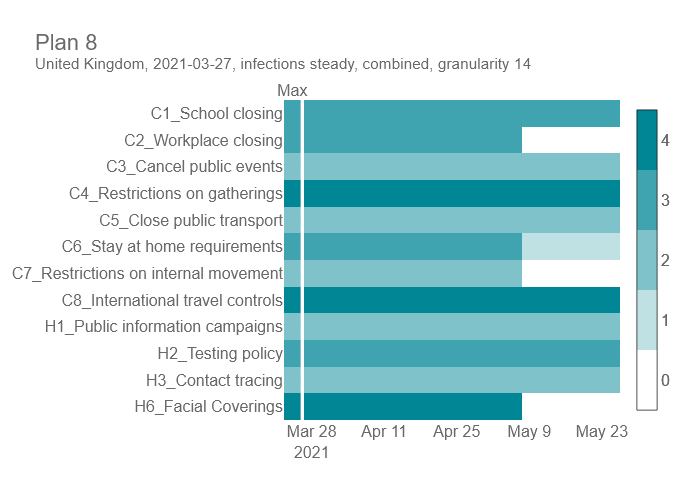 Plan 8
United Kingdom, 2021-03-27, infections steady, combined, granularity 14
Max
C1_School closing
C2_Workplace closing
C3_Cancel public events
C4_Restrictions on gatherings
C5_Close public transport
C6_Stay at home requirements
C7_Restrictions on internal movement
C8_International travel controls
H1_Public information campaigns
H2_Testing policy
H3_Contact tracing
H6_Facial Coverings
Mar 28 Apr 11 Apr 25 May 9 May 23
2021
4
3
2
1
0